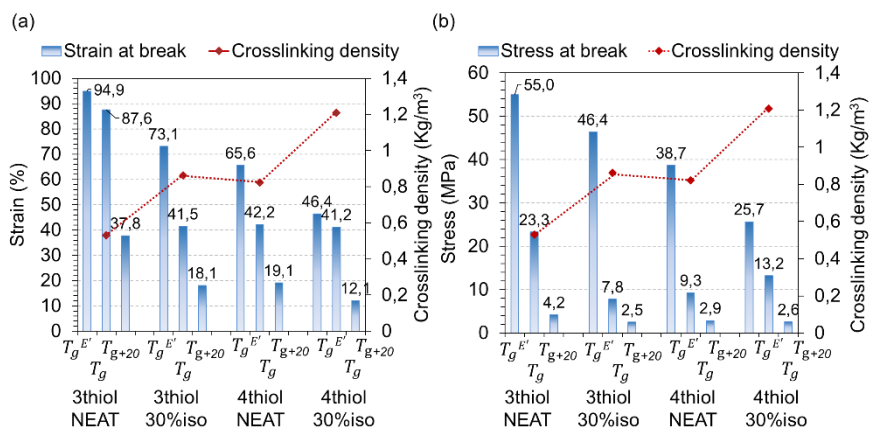 (a)
Strain at break
Crosslinking density
100
90
80
70
60
50
40
30
20
10
0
Strain (%)
94,9
87,6
37,8
73,1
41,5
18,1
65,6
42,2
19,1
46,4
41,2
12,1
1,4
1,2
1
0,8
0,6
0,4
0,2
0
Crosslinking density (Kg/m³)
Tg^E' Tg Tg+20
Tg^E' Tg Tg+20
Tg^E' Tg Tg+20
Tg^E' Tg Tg+20
3thiol 3thiol 4thiol 4thiol
NEAT 30%iso NEAT 30%iso
(b)
Stress at break
Crosslinking density
60
50
40
30
20
10
0
Stress (MPa)
55,0
23,3
4,2
46,4
7,8
2,5
38,7
9,3
2,9
25,7
13,2
2,6
1,4
1,2
1
0,8
0,6
0,4
0,2
0
Crosslinking density (Kg/m³)
Tg^E' Tg Tg+20
Tg^E' Tg Tg+20
Tg^E' Tg Tg+20
Tg^E' Tg Tg+20
3thiol 3thiol 4thiol 4thiol
NEAT 30%iso NEAT 30%iso